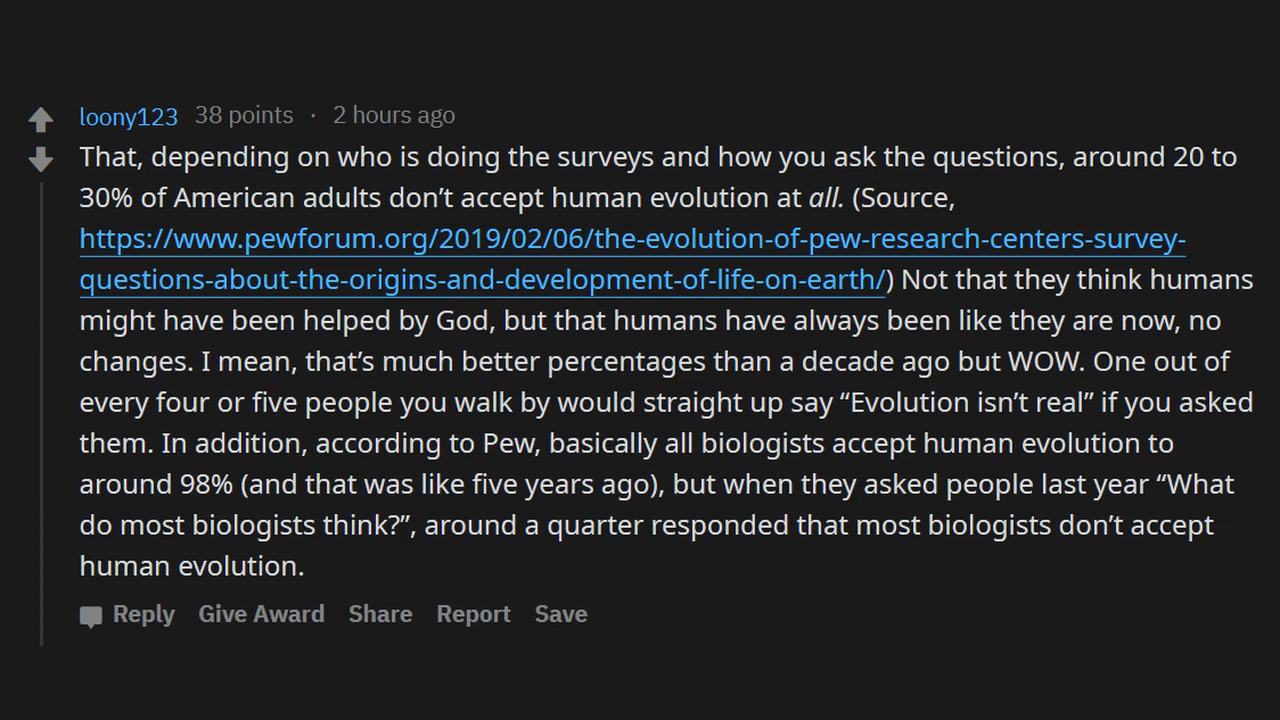 loony123 38 points · 2 hours ago
That, depending on who is doing the surveys and how you ask the questions, around 20 to
30% of American adults don’t accept human evolution at all. (Source,
https://www.pewforum.org/2019/02/06/the-evolution-of-pew-research-centers-survey-
questions-about-the-origins-and-development-of-life-on-earth/) Not that they think humans
might have been helped by God, but that humans have always been like they are now, no
changes. I mean, that’s much better percentages than a decade ago but WOW. One out of
every four or five people you walk by would straight up say “Evolution isn’t real” if you asked
them. In addition, according to Pew, basically all biologists accept human evolution to
around 98% (and that was like five years ago), but when they asked people last year “What
do most biologists think?”, around a quarter responded that most biologists don’t accept
human evolution.
Reply Give Award Share Report Save